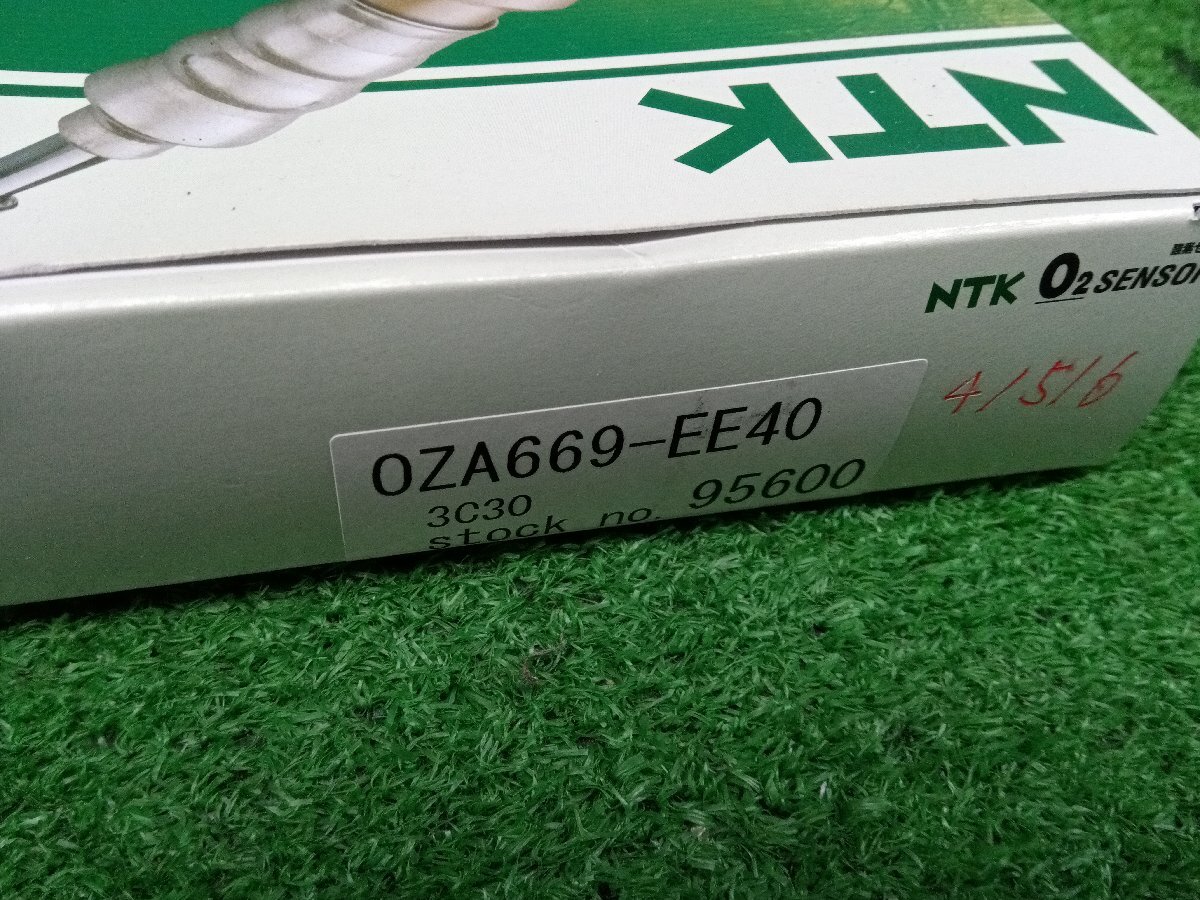 NTK
NTK O2 SENSOR
4/5/6
OZA669-EE40
3C30
stock no. 95600